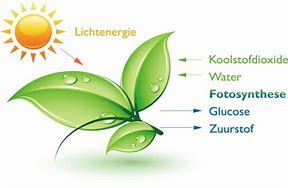 Lichtenergie
Koolstofdioxide
Water
Fotosynthese
Glucose
Zuurstof